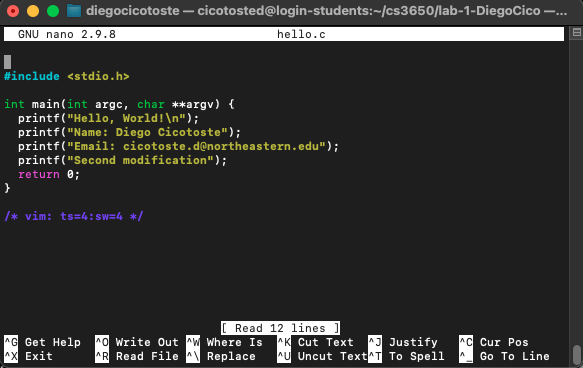 diegocicotoste — cicotosted@login-students:~/cs3650/lab-1-DiegoCico —...
GNU nano 2.9.8 hello.c
#include <stdio.h>
int main(int argc, char **argv) {
printf("Hello, World!\n");
printf("Name: Diego Cicotoste");
printf("Email: cicotoste.d@northeastern.edu");
printf("Second modification");
return 0;
}
/* vim: ts=4:sw=4 */
[ Read 12 lines ]
^G Get Help ^O Write Out ^W Where Is ^K Cut Text ^J Justify ^C Cur Pos
^X Exit ^R Read File ^\ Replace ^U Uncut Text ^T To Spell ^_ Go To Line